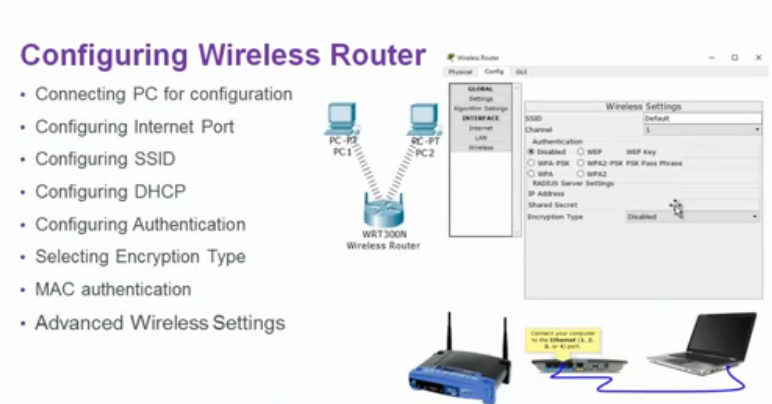 Configuring Wireless Router
• Connecting PC for configuration
• Configuring Internet Port
• Configuring SSID
• Configuring DHCP
• Configuring Authentication
• Selecting Encryption Type
• MAC authentication
• Advanced Wireless Settings
PC-PT
PC1
PC-PT
PC2
WRT300N
Wireless Router
Wireless Router
Physical Config GUI
GLOBAL
Settings
Algorithm Settings
INTERFACE
Internet
LAN
Wireless
Wireless Settings
SSID Default
Channel 1
Authentication
Disabled WEP WEP Key
WPA-PSK WPA2-PSK PSK Pass Phrase
WPA WPA2
RADIUS Server Settings
IP Address
Shared Secret
Encryption Type Disabled
Connect your computer
to the Ethernet (1, 2,
3, or 4) port.